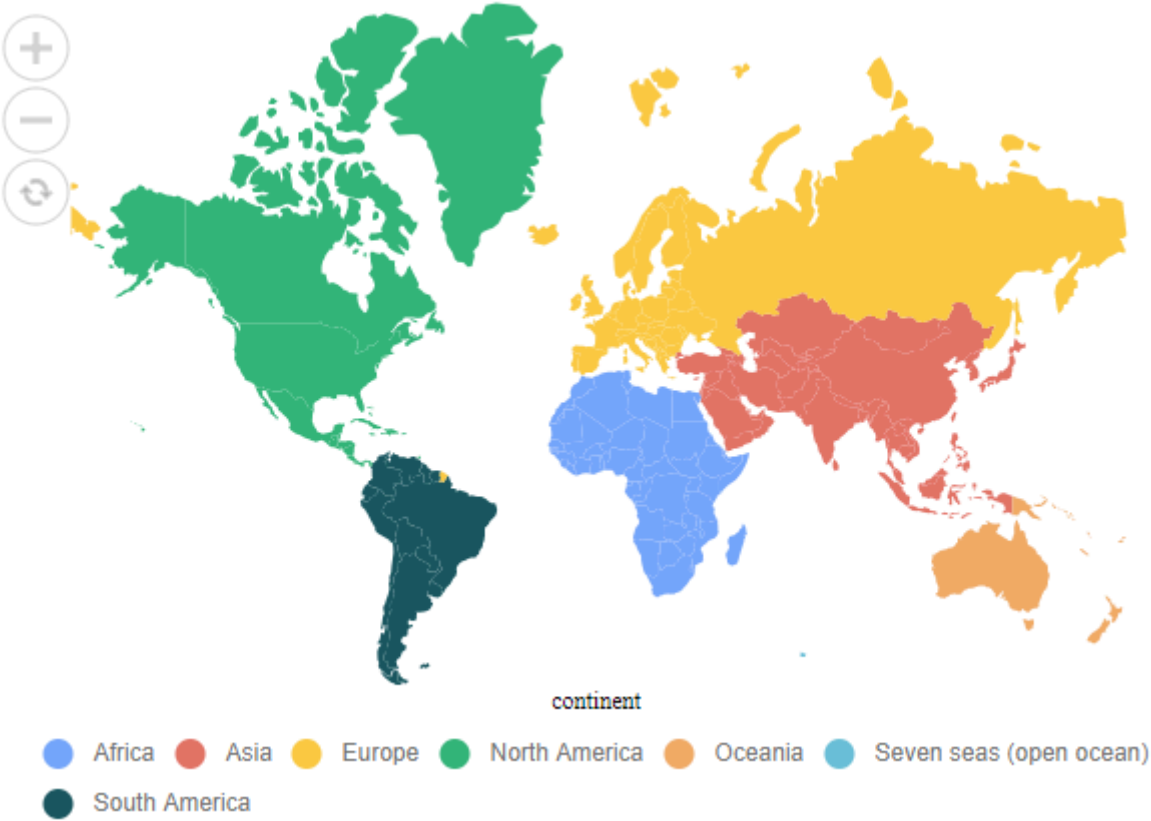 continent
Africa Asia Europe North America Oceania Seven seas (open ocean)
South America